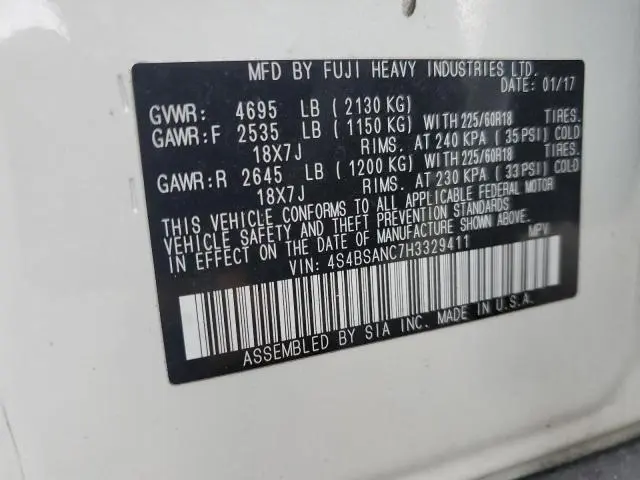 MFD BY FUJI HEAVY INDUSTRIES LTD.
DATE: 01/17
GVWR: 4695 LB (2130 KG)
GAWR:F 2535 LB (1150 KG) WITH 225/60R18 TIRES.
18X7J RIMS. AT 240 KPA (35 PSI) COLD
GAWR:R 2645 LB (1200 KG) WITH 225/60R18 TIRES.
18X7J RIMS. AT 230 KPA (33 PSI) COLD
THIS VEHICLE CONFORMS TO ALL APPLICABLE FEDERAL MOTOR
VEHICLE SAFETY AND THEFT PREVENTION STANDARDS
IN EFFECT ON THE DATE OF MANUFACTURE SHOWN ABOVE.
VIN: 4S4BSANC7H3329411 MPV
ASSEMBLED BY SIA INC. MADE IN U.S.A.